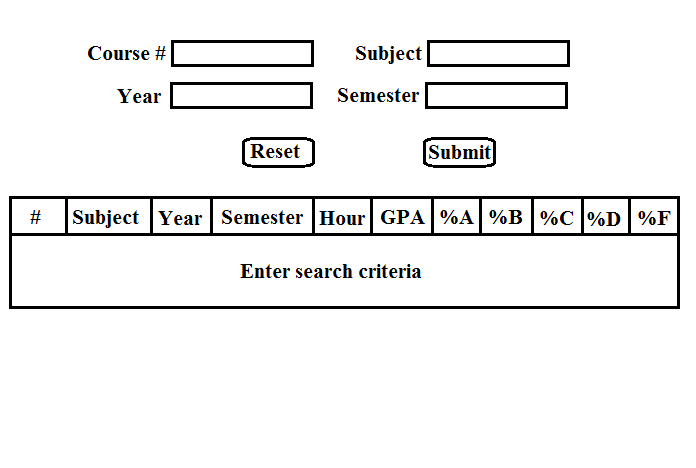 Course # Subject
Year Semester
Reset Submit
# Subject Year Semester Hour GPA %A %B %C %D %F
Enter search criteria